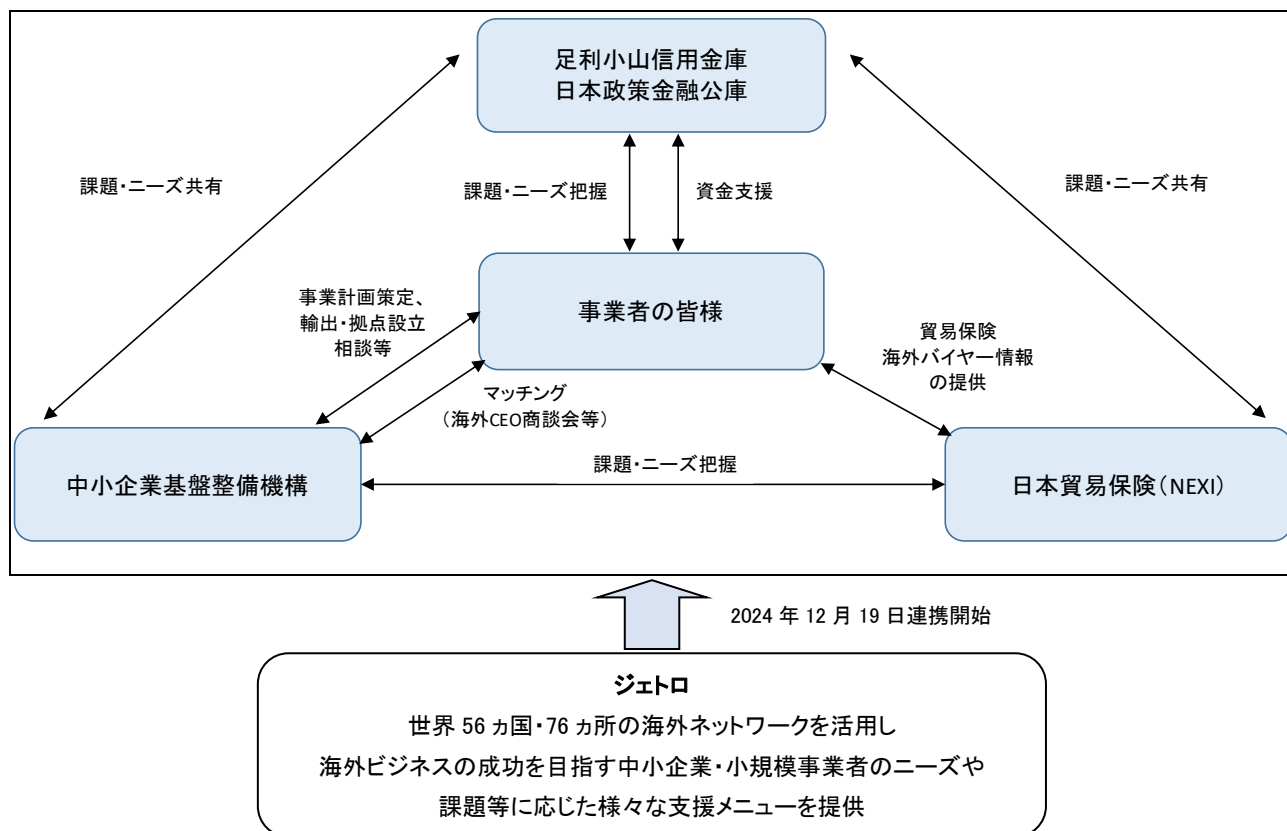 足利小山信用金庫
日本政策金融公庫
課題・ニーズ共有
課題・ニーズ把握
資金支援
課題・ニーズ共有
事業者の皆様
事業計画策定、
輸出・拠点設立
相談等
貿易保険
海外バイヤー情報
の提供
マッチング
（海外CEO商談会等）
中小企業基盤整備機構
課題・ニーズ把握
日本貿易保険（NEXI）
2024 年 12 月 19 日連携開始
ジェトロ
世界 56 ヵ国・76 ヵ所の海外ネットワークを活用し
海外ビジネスの成功を目指す中小企業・小規模事業者のニーズや
課題等に応じた様々な支援メニューを提供